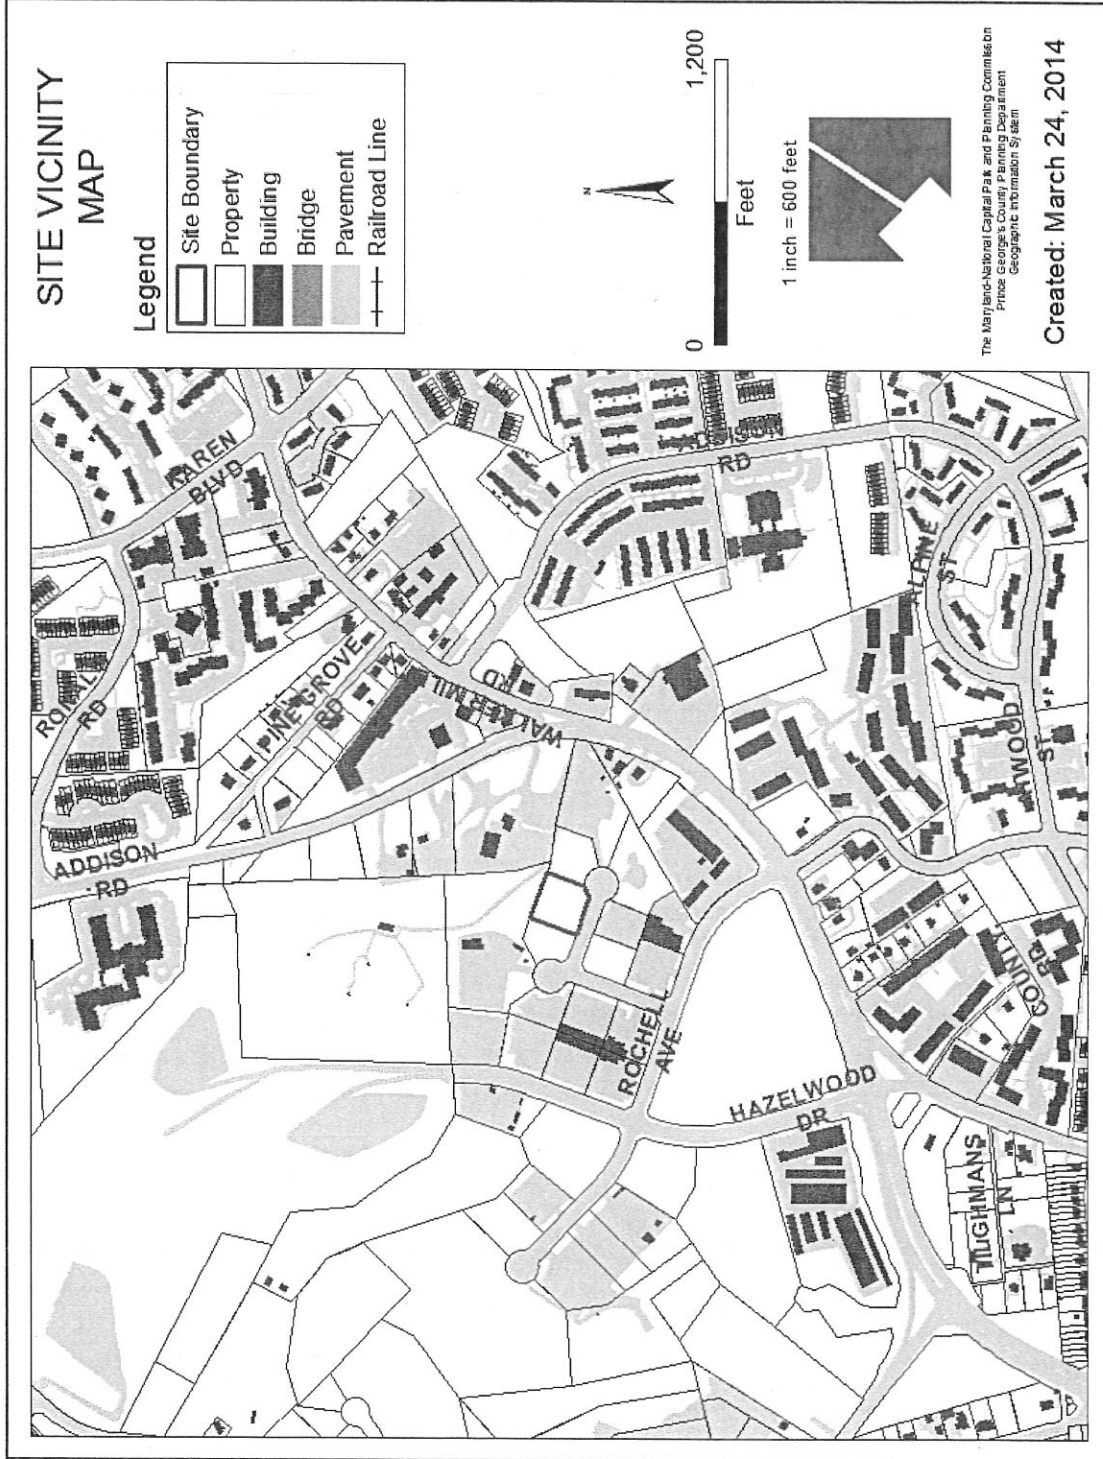 SITE VICINITY
MAP
Legend
Site Boundary
Property
Building
Bridge
Pavement
Railroad Line
N
0
1,200
Feet
1 inch = 600 feet
The Maryland-National Capital Park and Planning Commission
Prince George's County Planning Department
Geographic Information System
Created: March 24, 2014
KAREN
BLVD
RD
PINE GROVE
RD
ADDISON
RD
WALKER MIL
RD
ADDISON
RD
ALPINE
ST
ST
ROCHELL
AVE
HAZELWOOD
DR
COUNTY
RD
TILGHMANS
LN